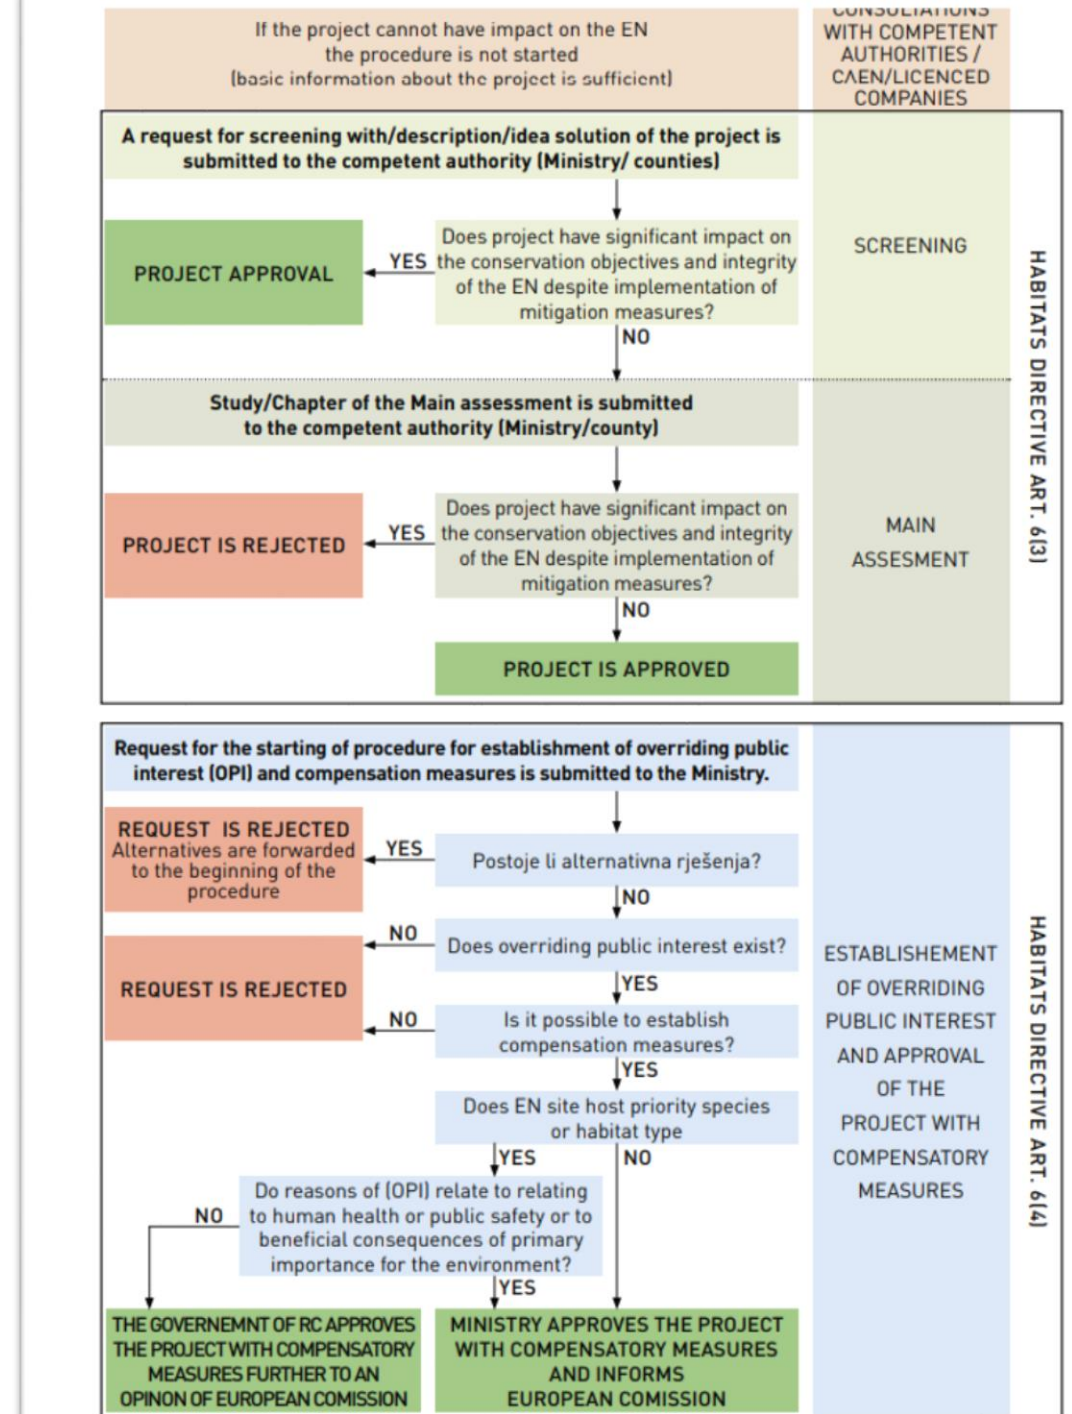 If the project cannot have impact on the EN
the procedure is not started
(basic information about the project is sufficient)
CONSULTATIONS
WITH COMPETENT
AUTHORITIES /
CAEN/LICENCED
COMPANIES
A request for screening with/description/idea solution of the project is
submitted to the competent authority (Ministry/ counties)
PROJECT APPROVAL
YES
Does project have significant impact on
the conservation objectives and integrity
of the EN despite implementation of
mitigation measures?
NO
SCREENING
HABITATS DIRECTIVE ART. 6(3)
Study/Chapter of the Main assessment is submitted
to the competent authority (Ministry/county)
PROJECT IS REJECTED
YES
Does project have significant impact on
the conservation objectives and integrity
of the EN despite implementation of
mitigation measures?
NO
MAIN
ASSESMENT
PROJECT IS APPROVED
Request for the starting of procedure for establishment of overriding public
interest (OPI) and compensation measures is submitted to the Ministry.
REQUEST IS REJECTED
Alternatives are forwarded
to the beginning of the
procedure
YES
Postoje li alternativna rješenja?
NO
NO
Does overriding public interest exist?
YES
REQUEST IS REJECTED
NO
Is it possible to establish
compensation measures?
YES
Does EN site host priority species
or habitat type
YES
NO
NO
Do reasons of (OPI) relate to relating
to human health or public safety or to
beneficial consequences of primary
importance for the environment?
YES
THE GOVERNEMNT OF RC APPROVES
THE PROJECT WITH COMPENSATORY
MEASURES FURTHER TO AN
OPINON OF EUROPEAN COMISSION
MINISTRY APPROVES THE PROJECT
WITH COMPENSATORY MEASURES
AND INFORMS
EUROPEAN COMISSION
ESTABLISHEMENT
OF OVERRIDING
PUBLIC INTEREST
AND APPROVAL
OF THE
PROJECT WITH
COMPENSATORY
MEASURES
HABITATS DIRECTIVE ART. 6(4)